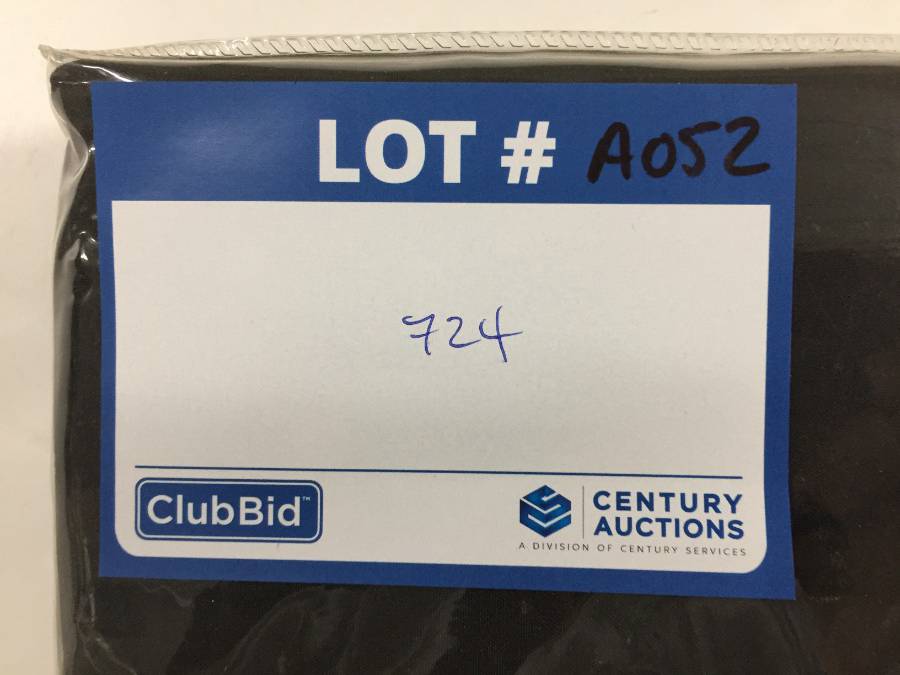 LOT # A052
724
ClubBid™
CENTURY
AUCTIONS
A DIVISION OF CENTURY SERVICES